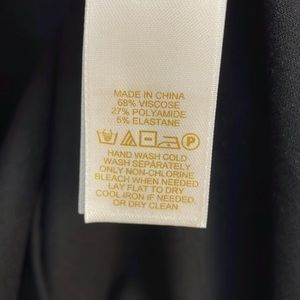 MADE IN CHINA
68% VISCOSE
27% POLYAMIDE
5% ELASTANE
P
HAND WASH COLD
WASH SEPARATELY
ONLY NON-CHLORINE
BLEACH WHEN NEEDED
LAY FLAT TO DRY
COOL IRON IF NEEDED
OR DRY CLEAN